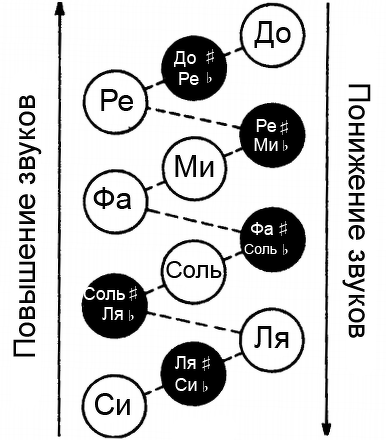 Повышение звуков
До
До ♯
Ре ♭
Ре
Ре ♯
Ми ♭
Ми
Фа
Фа ♯
Соль ♭
Соль
Соль ♯
Ля ♭
Ля
Ля ♯
Си ♭
Си
Понижение звуков